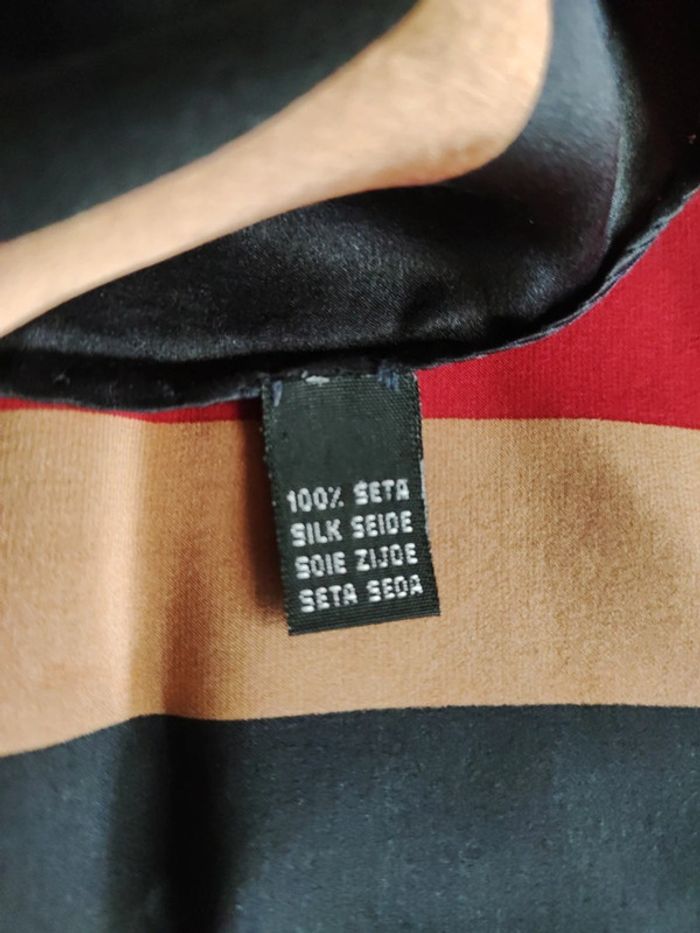 100% SETA
SILK SEIDE
SOIE ZIJDE
SETA SEDA